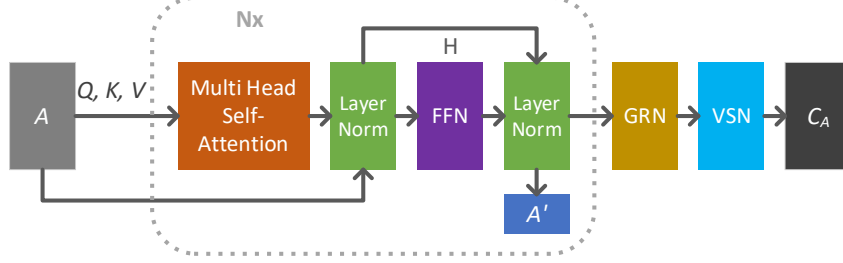 Nx
H
A
Q, K, V
Multi Head
Self-
Attention
Layer
Norm
FFN
Layer
Norm
GRN
VSN
C_A
A'